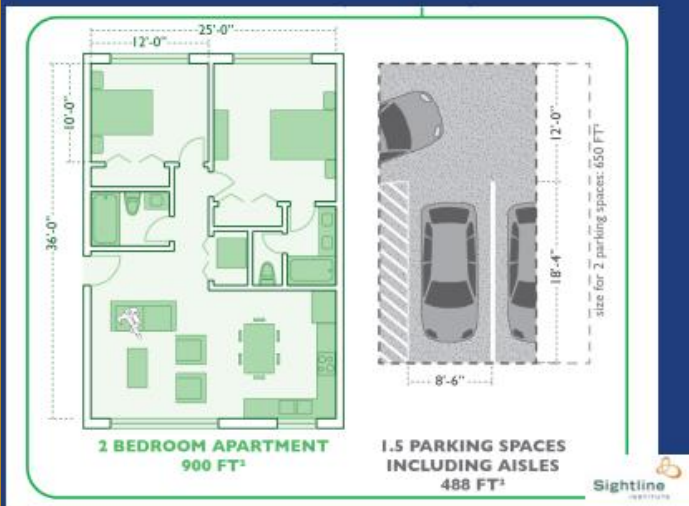 25'-0"
12'-0"
10'-0"
36'-0"
12'-0"
18'-4"
size for 2 parking spaces: 650 FT²
8'-6"
2 BEDROOM APARTMENT
900 FT²
1.5 PARKING SPACES
INCLUDING AISLES
488 FT²
Sightline
INSTITUTE